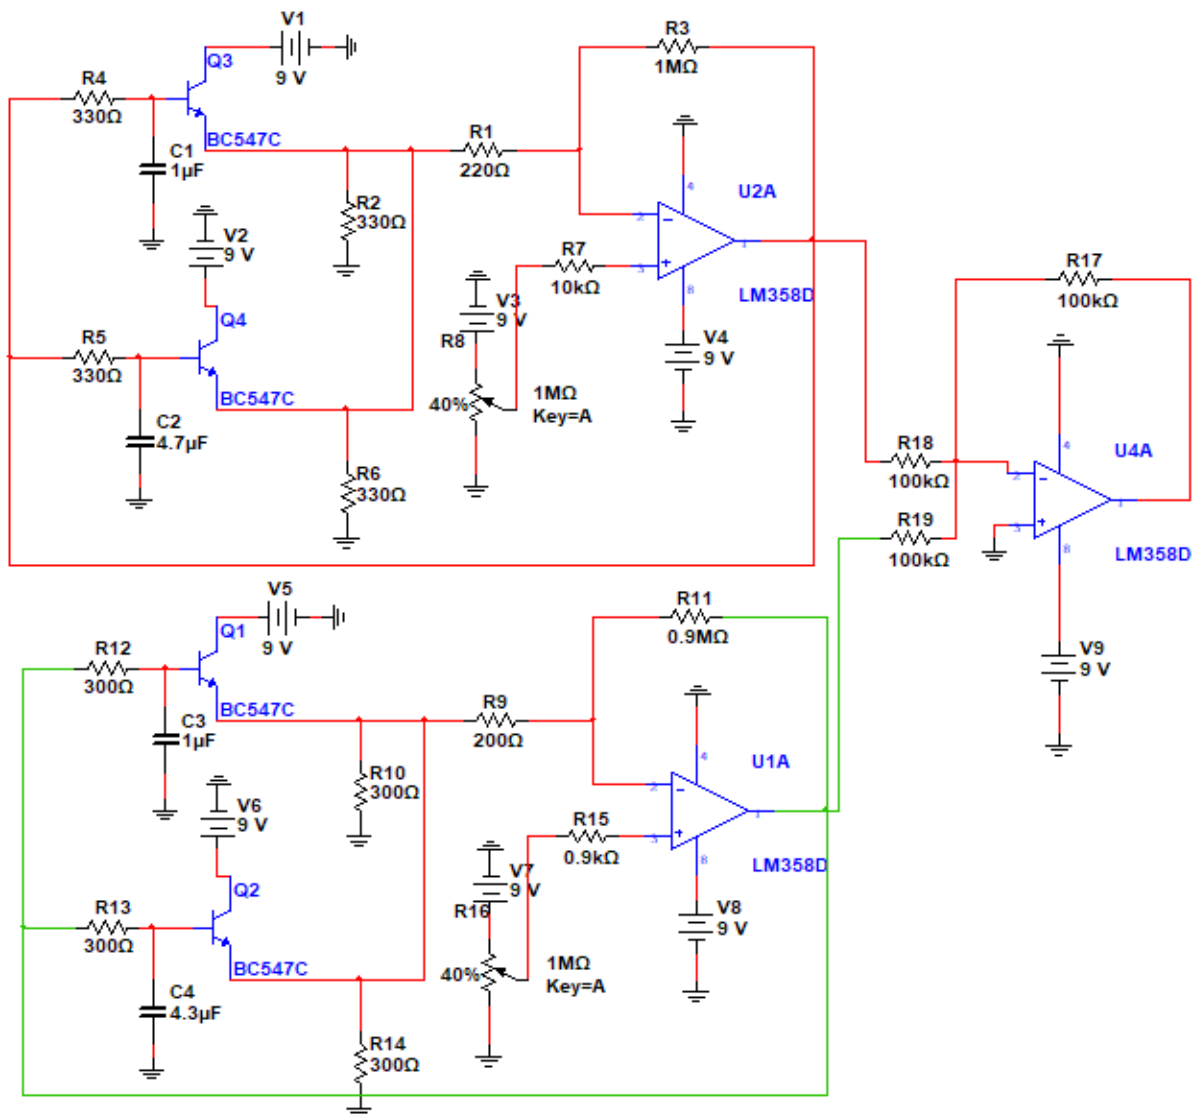 V1
9 V
R3
1MΩ
Q3
R4
330Ω
BC547C
C1
1µF
R1
220Ω
R2
330Ω
4
U2A
2
3
1
8
LM358D
R7
10kΩ
V2
9 V
V3
9 V
R8
1MΩ
Key=A
40%
V4
9 V
Q4
R5
330Ω
BC547C
C2
4.7µF
R6
330Ω
R17
100kΩ
R18
100kΩ
R19
100kΩ
4
U4A
2
3
1
8
LM358D
V9
9 V
V5
9 V
R11
0.9MΩ
Q1
R12
300Ω
BC547C
C3
1µF
R9
200Ω
R10
300Ω
4
U1A
2
3
1
8
LM358D
R15
0.9kΩ
V6
9 V
V7
9 V
R16
1MΩ
Key=A
40%
V8
9 V
Q2
R13
300Ω
BC547C
C4
4.3µF
R14
300Ω